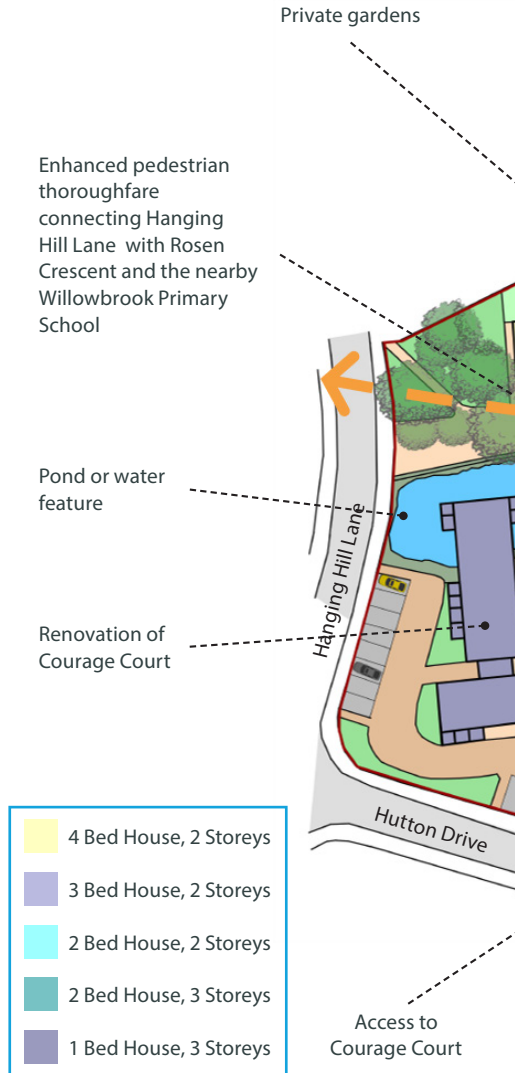 Private gardens
Enhanced pedestrian
thoroughfare
connecting Hanging
Hill Lane with Rosen
Crescent and the nearby
Willowbrook Primary
School
Pond or water
feature
Hanging Hill Lane
Renovation of
Courage Court
Hutton Drive
4 Bed House, 2 Storeys
3 Bed House, 2 Storeys
2 Bed House, 2 Storeys
2 Bed House, 3 Storeys
1 Bed House, 3 Storeys
Access to
Courage Court